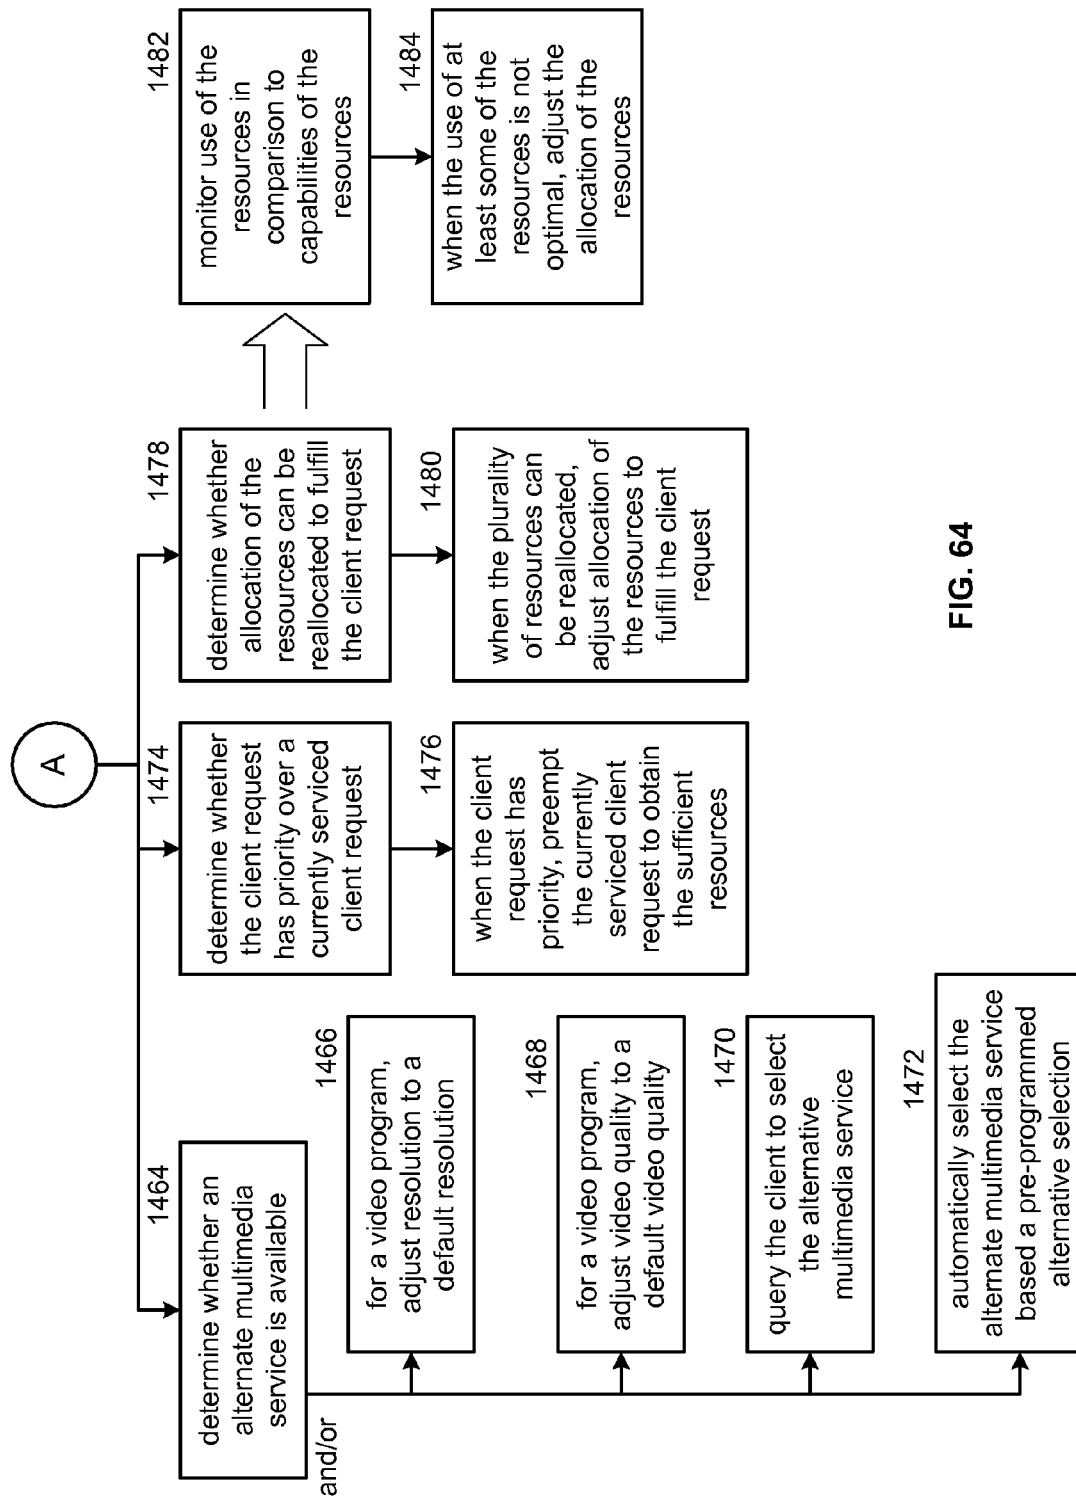 A
1464
determine whether an
alternate multimedia
service is available
and/or
1466
for a video program,
adjust resolution to a
default resolution
1468
for a video program,
adjust video quality to a
default video quality
1470
query the client to select
the alternative
multimedia service
1472
automatically select the
alternate multimedia service
based a pre-programmed
alternative selection
1474
determine whether
the client request
has priority over a
currently serviced
client request
1476
when the client
request has
priority, preempt
the currently
serviced client
request to obtain
the sufficient
resources
1478
determine whether
allocation of the
resources can be
reallocated to fulfill
the client request
1480
when the plurality
of resources can
be reallocated,
adjust allocation of
the resources to
fulfill the client
request
1482
monitor use of the
resources in
comparison to
capabilities of the
resources
1484
when the use of at
least some of the
resources is not
optimal, adjust the
allocation of the
resources
FIG. 64